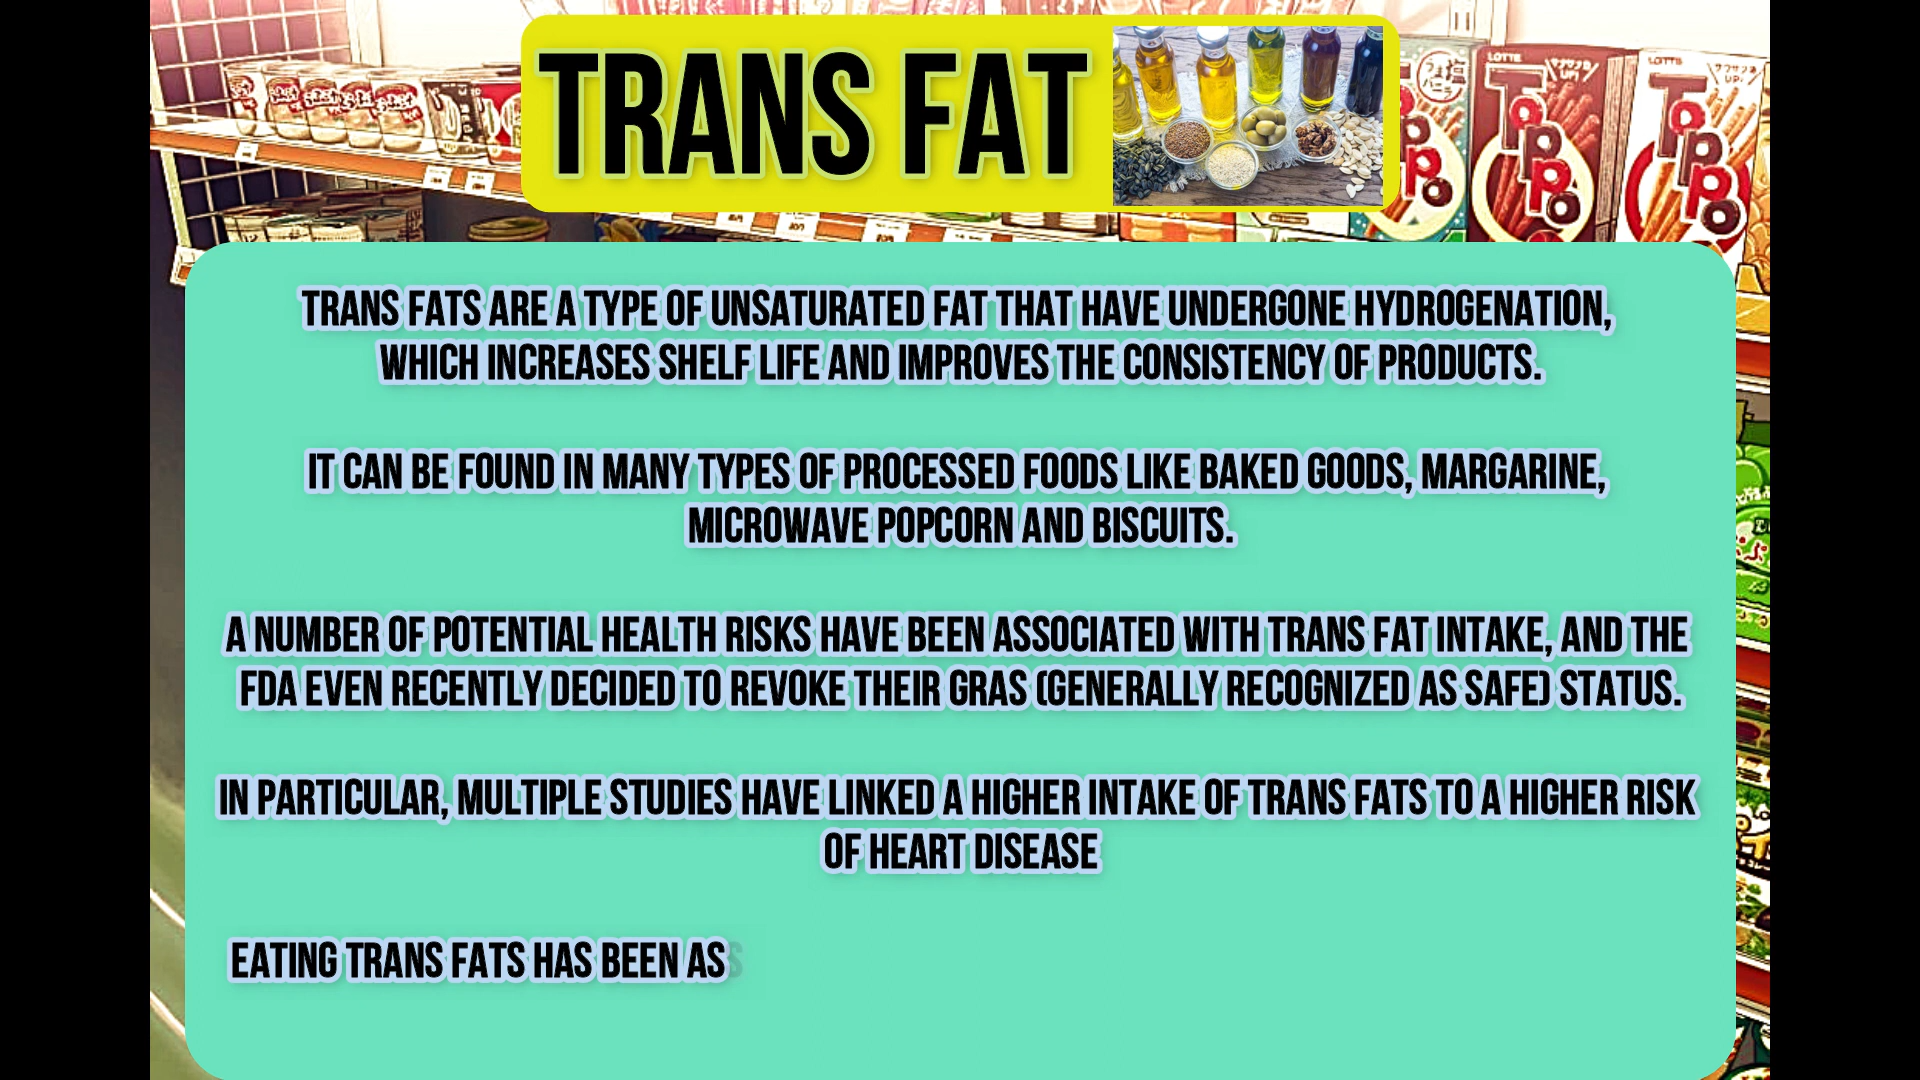 TRANS FAT
LOTTE
TOPPO
TOPPO
TRANS FATS ARE A TYPE OF UNSATURATED FAT THAT HAVE UNDERGONE HYDROGENATION,
WHICH INCREASES SHELF LIFE AND IMPROVES THE CONSISTENCY OF PRODUCTS.
IT CAN BE FOUND IN MANY TYPES OF PROCESSED FOODS LIKE BAKED GOODS, MARGARINE,
MICROWAVE POPCORN AND BISCUITS.
A NUMBER OF POTENTIAL HEALTH RISKS HAVE BEEN ASSOCIATED WITH TRANS FAT INTAKE, AND THE
FDA EVEN RECENTLY DECIDED TO REVOKE THEIR GRAS (GENERALLY RECOGNIZED AS SAFE) STATUS.
IN PARTICULAR, MULTIPLE STUDIES HAVE LINKED A HIGHER INTAKE OF TRANS FATS TO A HIGHER RISK
OF HEART DISEASE
EATING TRANS FATS HAS BEEN ASS